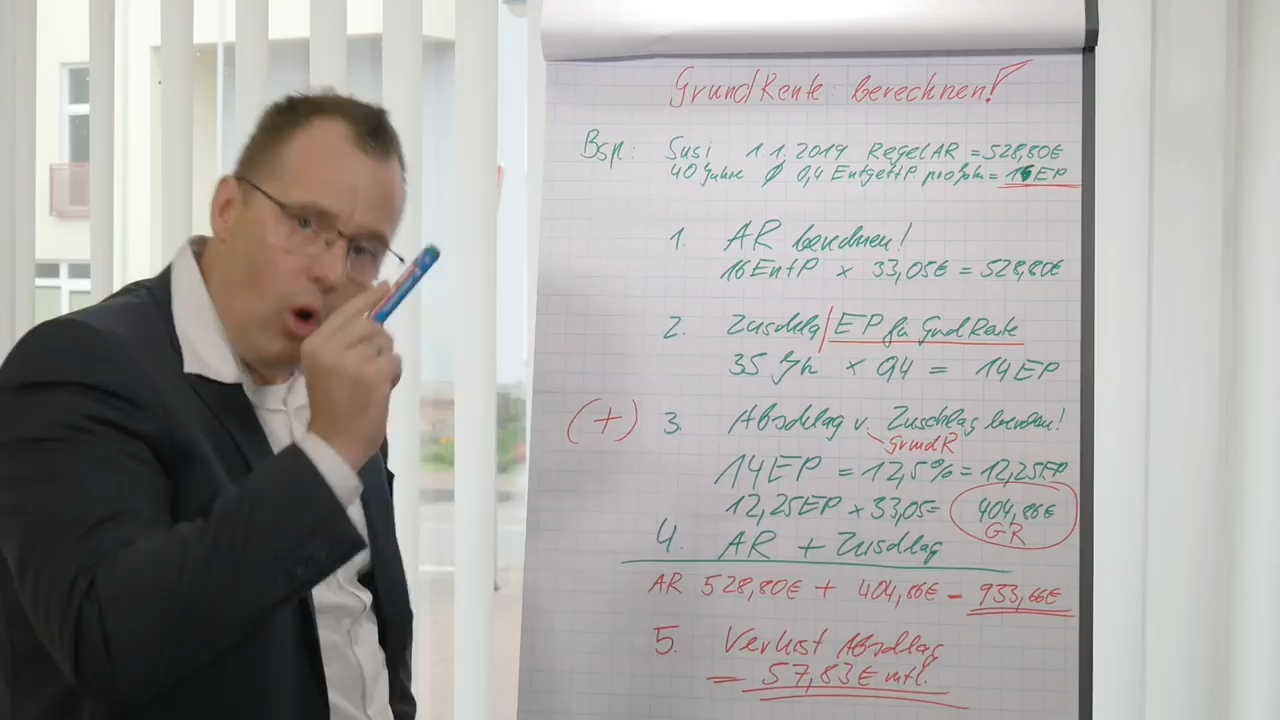 GrundRente berechnen!
Bsp: Susi 1.1.2019 RegelAR = 528,80€
40 Jahre Ø 0,4 EntgeltP. pro Jahr = 16 EP
1. AR berechnen!
16 EntP x 33,05€ = 528,80€
2. Zuschlag / EP für GrundRente
35 Jhr x 0,4 = 14 EP
(+) 3. Abschlag v. Zuschlag berechnen!
GrundR
14 EP = 12,5% = 12,25 EP
12,25 EP x 33,05 = 404,86€
GR
4. AR + Zuschlag
AR 528,80€ + 404,86€ = 933,66€
5. Verlust Abschlag
= 57,83€ mtl.